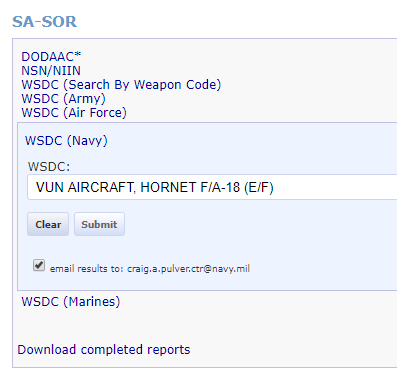 SA-SOR
DODAAC*
NSN/NIIN
WSDC (Search By Weapon Code)
WSDC (Army)
WSDC (Air Force)
WSDC (Navy)
WSDC:
VUN AIRCRAFT, HORNET F/A-18 (E/F)
Clear Submit
email results to: craig.a.pulver.ctr@navy.mil
WSDC (Marines)
Download completed reports